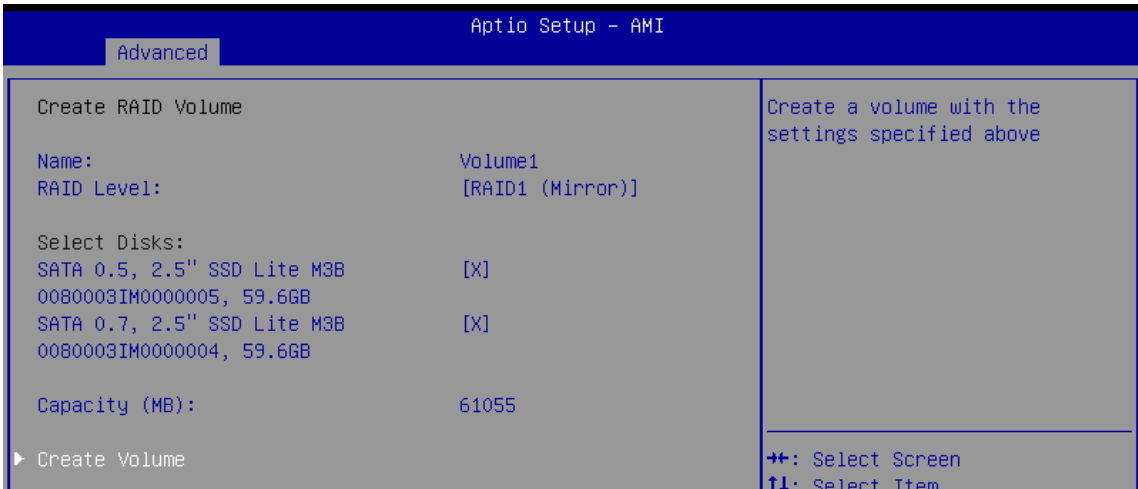 Aptio Setup – AMI
Advanced
Create RAID Volume
Name: Volume1
RAID Level: [RAID1 (Mirror)]
Select Disks:
SATA 0.5, 2.5" SSD Lite M3B [X]
0080003IM0000005, 59.6GB
SATA 0.7, 2.5" SSD Lite M3B [X]
0080003IM0000004, 59.6GB
Capacity (MB): 61055
▶ Create Volume
Create a volume with the
settings specified above
→←: Select Screen
↑↓: Select Item